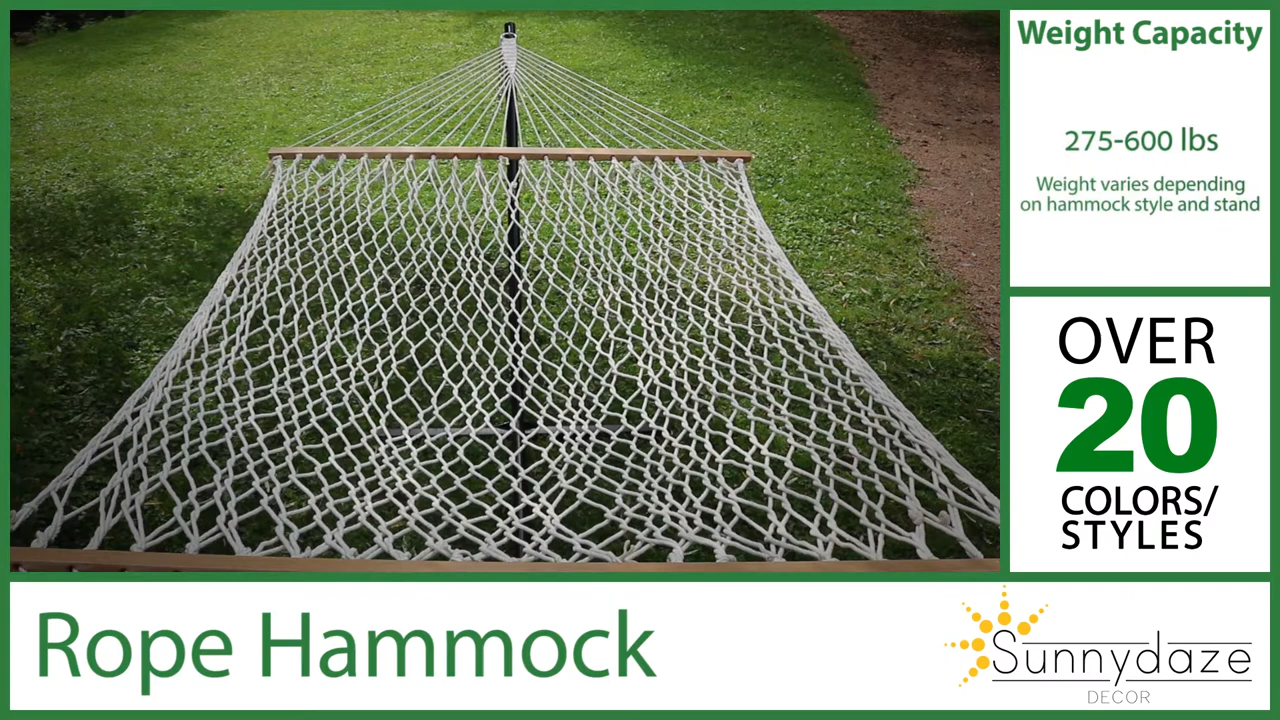 Weight Capacity
275-600 lbs
Weight varies depending
on hammock style and stand
OVER
20
COLORS/
STYLES
Rope Hammock
Sunnydaze
DECOR